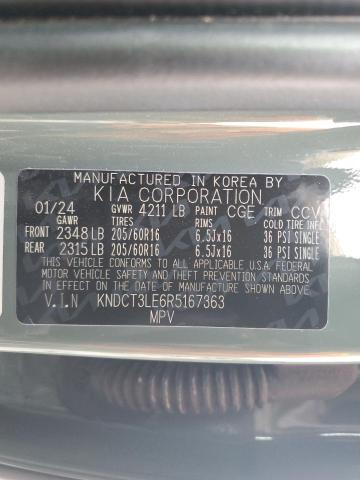 MANUFACTURED IN KOREA BY
KIA CORPORATION
01/24 GVWR 4211 LB PAINT CGE TRIM CCV
GAWR TIRES RIMS COLD TIRE INF.
FRONT 2348 LB 205/60R16 6.5Jx16 36 PSI SINGLE
REAR 2315 LB 205/60R16 6.5Jx16 36 PSI SINGLE
THIS VEHICLE CONFORMS TO ALL APPLICABLE U.S.A. FEDERAL
MOTOR VEHICLE SAFETY AND THEFT PREVENTION STANDARDS
IN EFFECT ON THE DATE OF MANUFACTURE SHOWN ABOVE.
V.I.N KNDCT3LE6R5167363
MPV